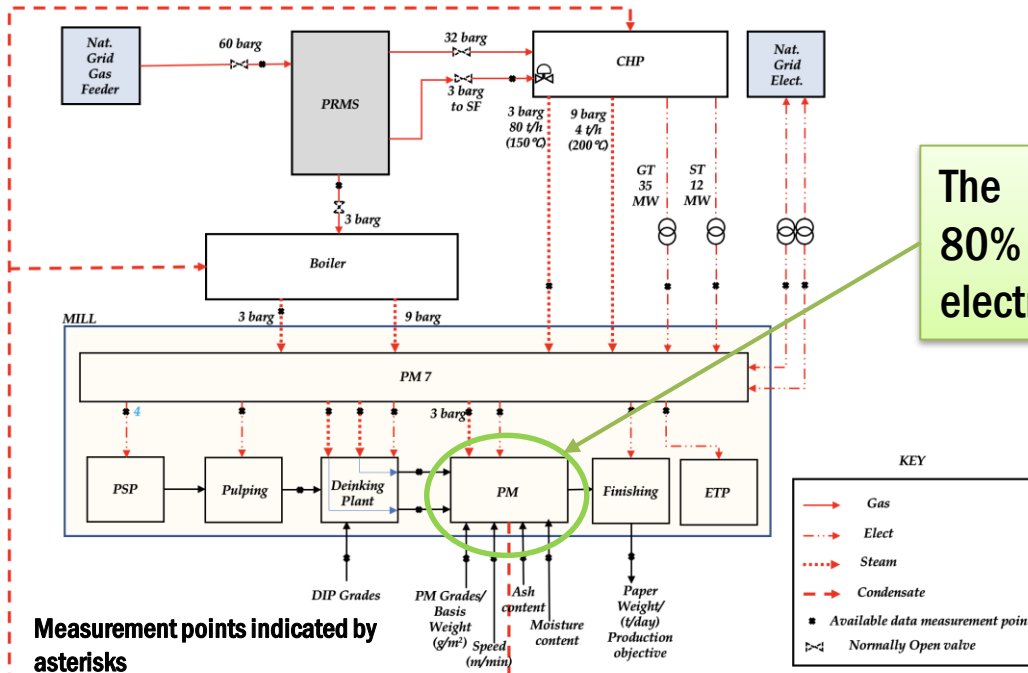 Nat.
Grid
Gas
Feeder
60 barg
PRMS
32 barg
3 barg
to SF
CHP
Nat.
Grid
Elect.
3 barg
80 t/h
(150℃)
9 barg
4 t/h
(200℃)
GT
35
MW
ST
12
MW
The
80%
3 barg
Boiler
MILL
3 barg
9 barg
PM 7
4
3 barg
PSP
Pulping
Deinking
Plant
PM
Finishing
ETP
DIP Grades
PM Grades/
Basis
Weight
(g/m²)
Speed
(m/min)
Ash
content
Moisture
content
Paper
Weight/
(t/day)
Production
objective
Measurement points indicated by
asterisks
KEY
Gas
Elect
Steam
Condensate
Available data measurement
Normally Open valve